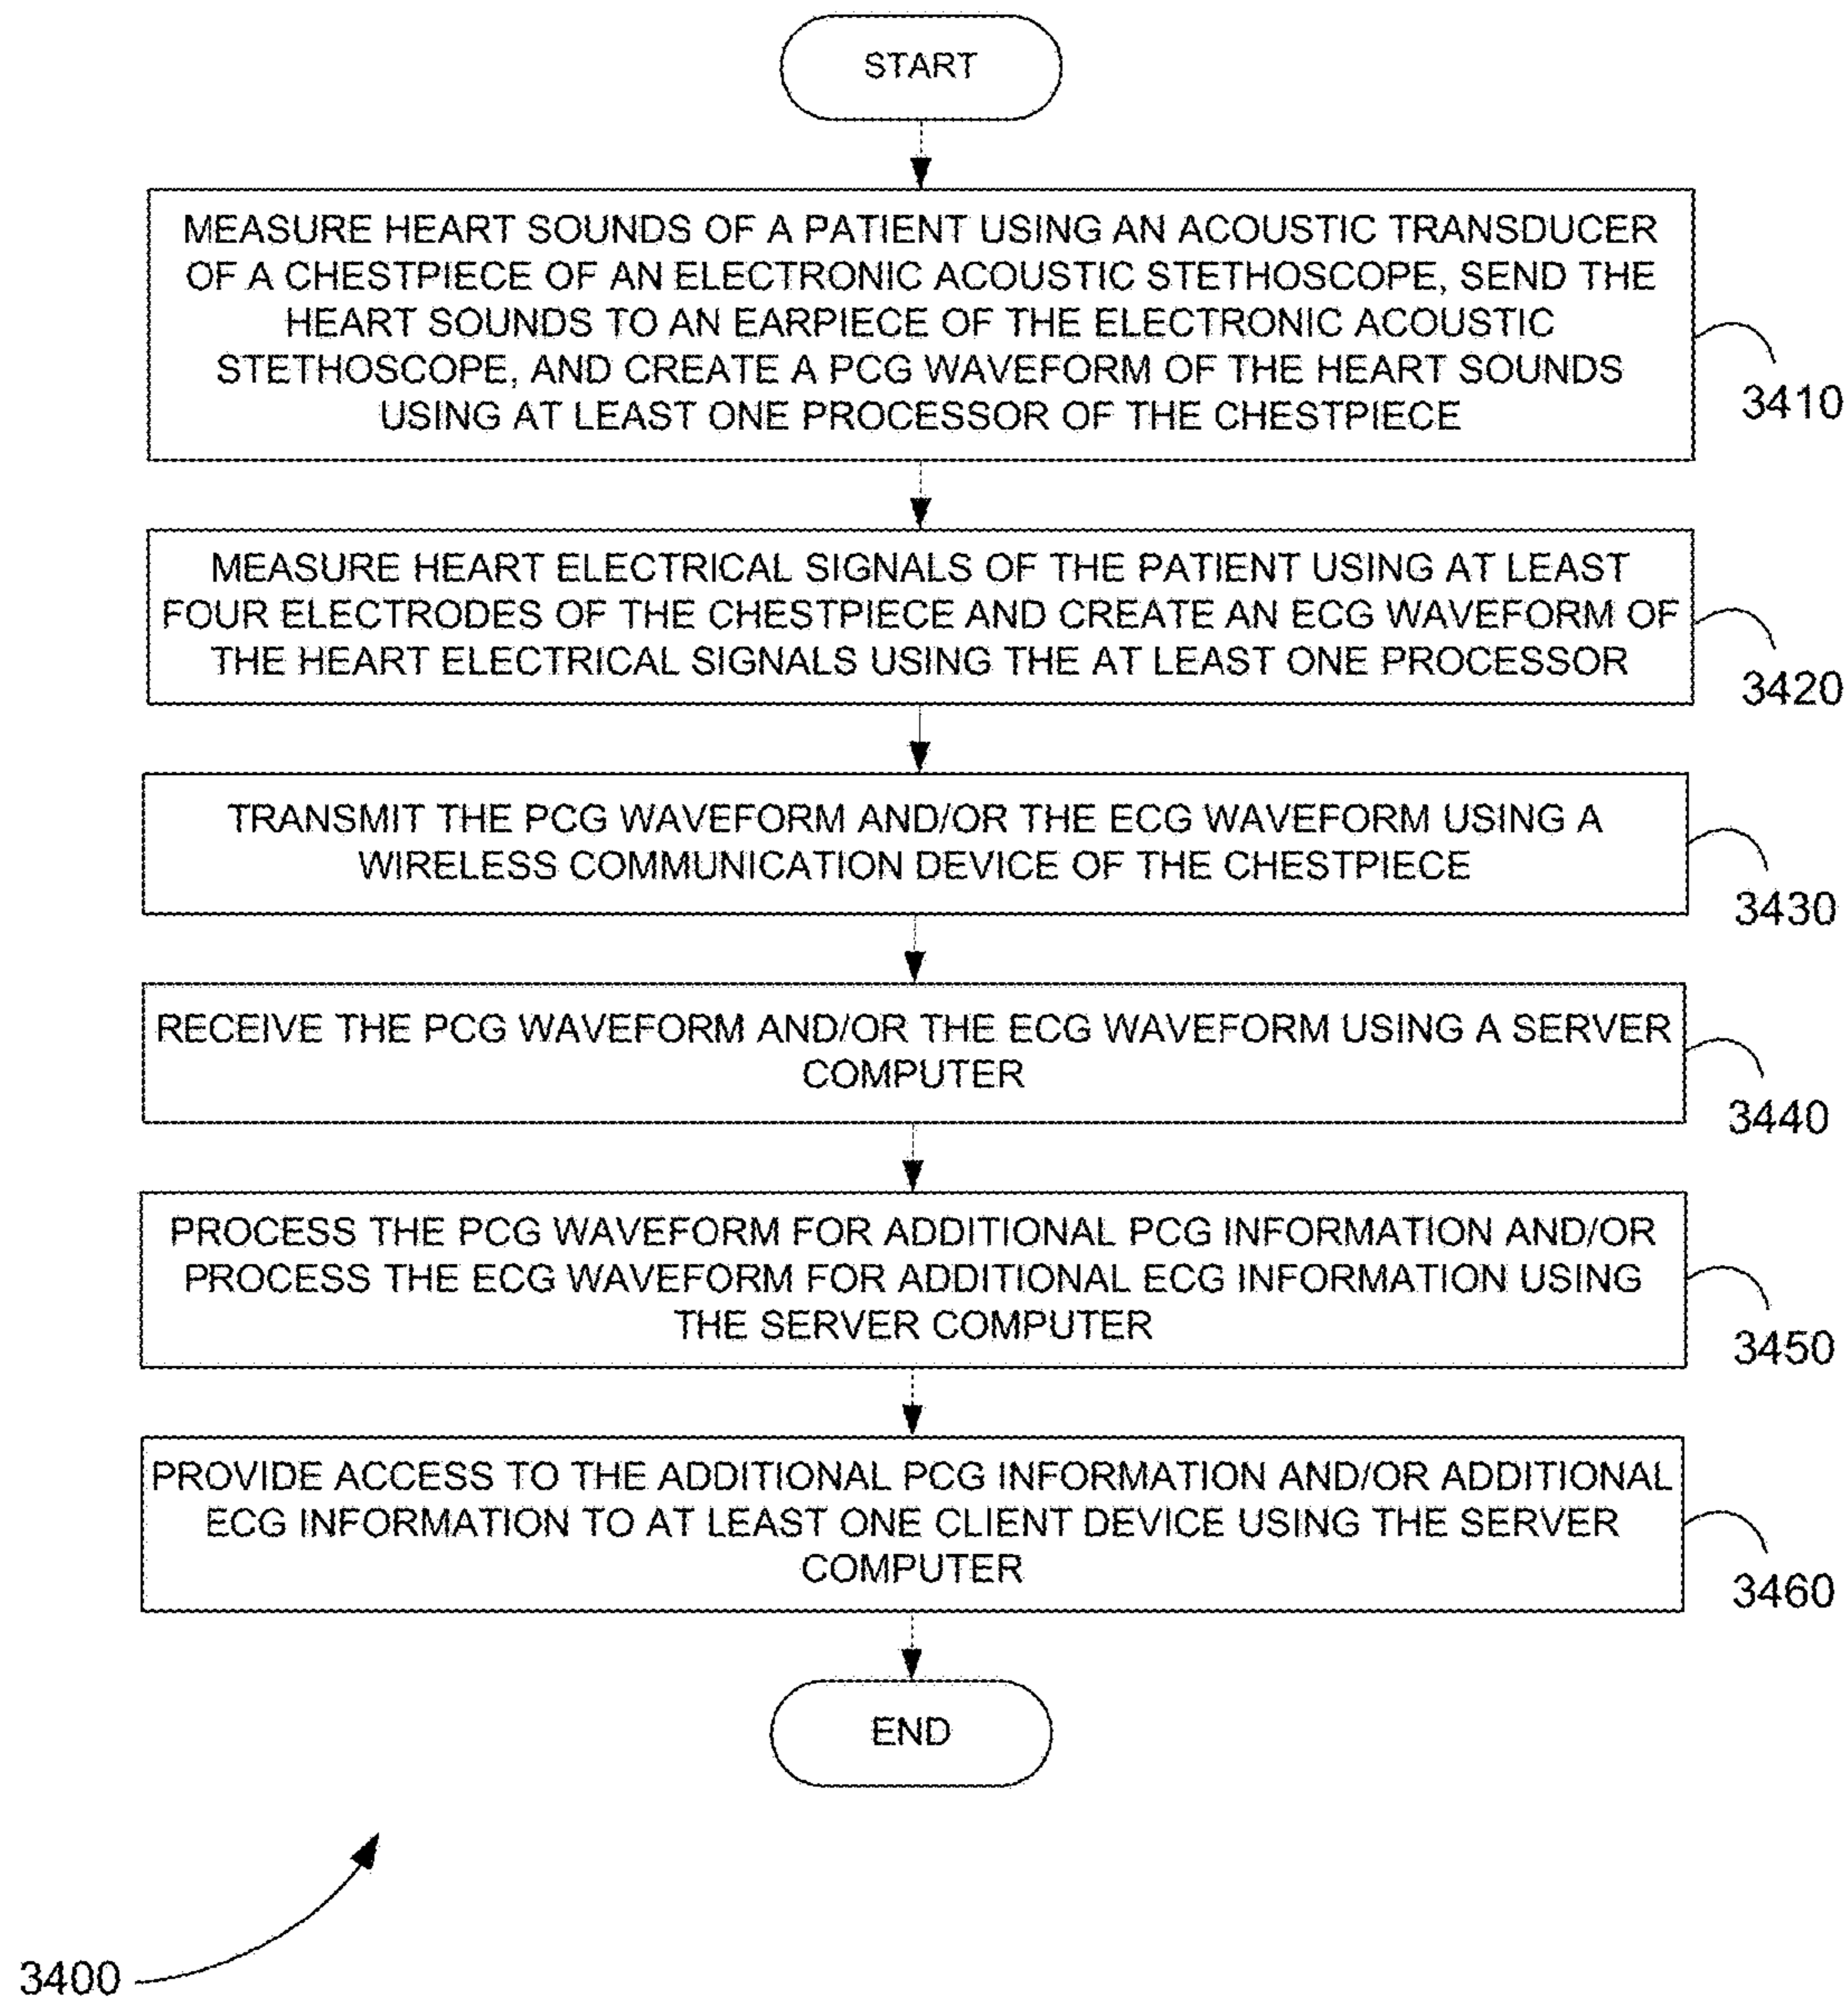 START
MEASURE HEART SOUNDS OF A PATIENT USING AN ACOUSTIC TRANSDUCER
OF A CHESTPIECE OF AN ELECTRONIC ACOUSTIC STETHOSCOPE, SEND THE
HEART SOUNDS TO AN EARPIECE OF THE ELECTRONIC ACOUSTIC
STETHOSCOPE, AND CREATE A PCG WAVEFORM OF THE HEART SOUNDS
USING AT LEAST ONE PROCESSOR OF THE CHESTPIECE
3410
MEASURE HEART ELECTRICAL SIGNALS OF THE PATIENT USING AT LEAST
FOUR ELECTRODES OF THE CHESTPIECE AND CREATE AN ECG WAVEFORM OF
THE HEART ELECTRICAL SIGNALS USING THE AT LEAST ONE PROCESSOR
3420
TRANSMIT THE PCG WAVEFORM AND/OR THE ECG WAVEFORM USING A
WIRELESS COMMUNICATION DEVICE OF THE CHESTPIECE
3430
RECEIVE THE PCG WAVEFORM AND/OR THE ECG WAVEFORM USING A SERVER
COMPUTER
3440
PROCESS THE PCG WAVEFORM FOR ADDITIONAL PCG INFORMATION AND/OR
PROCESS THE ECG WAVEFORM FOR ADDITIONAL ECG INFORMATION USING
THE SERVER COMPUTER
3450
PROVIDE ACCESS TO THE ADDITIONAL PCG INFORMATION AND/OR ADDITIONAL
ECG INFORMATION TO AT LEAST ONE CLIENT DEVICE USING THE SERVER
COMPUTER
3460
END
3400